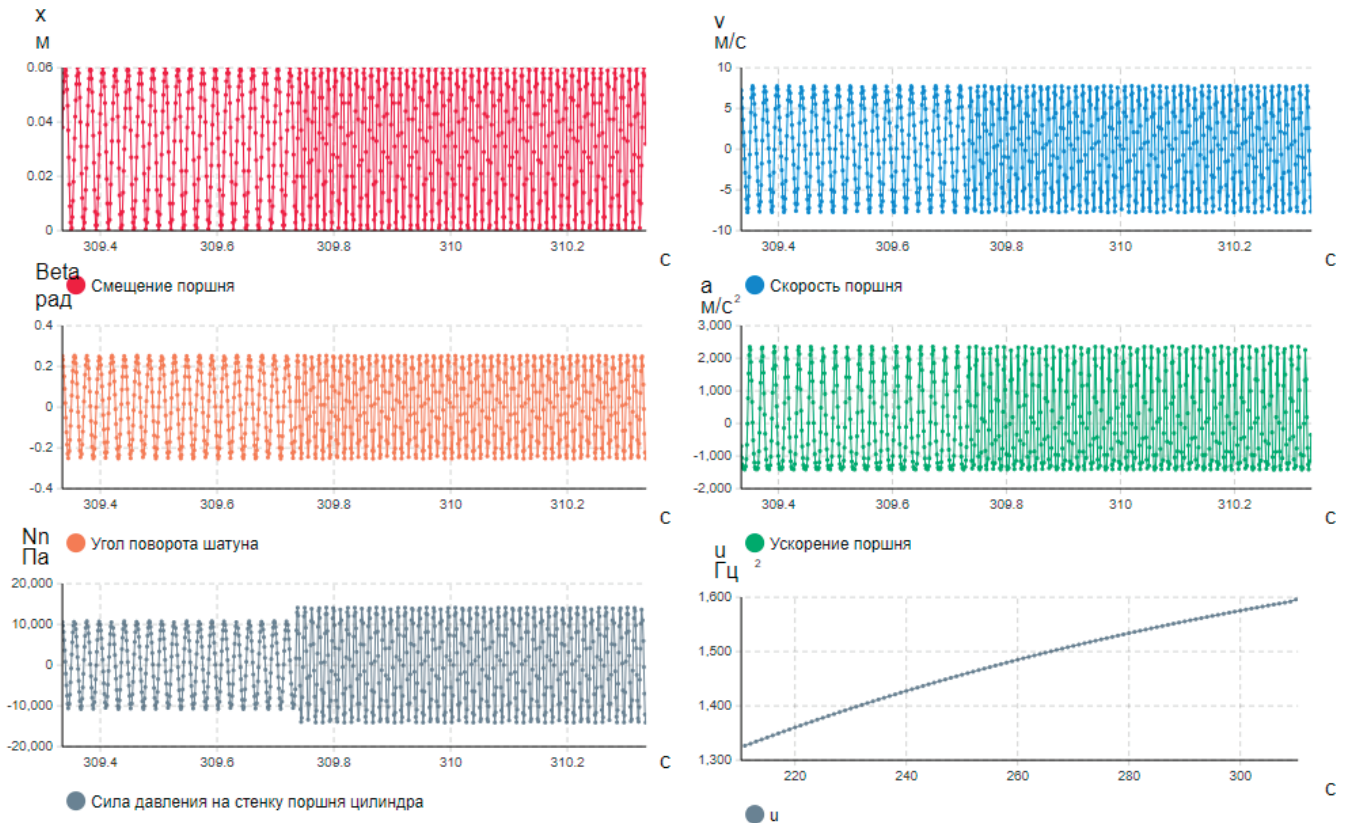 x
м
0.06
0.04
0.02
0
309.4 309.6 309.8 310 310.2
с
Смещение поршня
v
м/с
10
5
0
-5
-10
309.4 309.6 309.8 310 310.2
с
Скорость поршня
Beta
рад
0.4
0.2
0
-0.2
-0.4
309.4 309.6 309.8 310 310.2
с
Угол поворота шатуна
a
м/с²
3,000
2,000
1,000
0
-1,000
-2,000
309.4 309.6 309.8 310 310.2
с
Ускорение поршня
Nn
Па
20,000
10,000
0
-10,000
-20,000
309.4 309.6 309.8 310 310.2
с
Сила давления на стенку поршня цилиндра
u
Гц ²
1,600
1,500
1,400
1,300
220 240 260 280 300
с
u